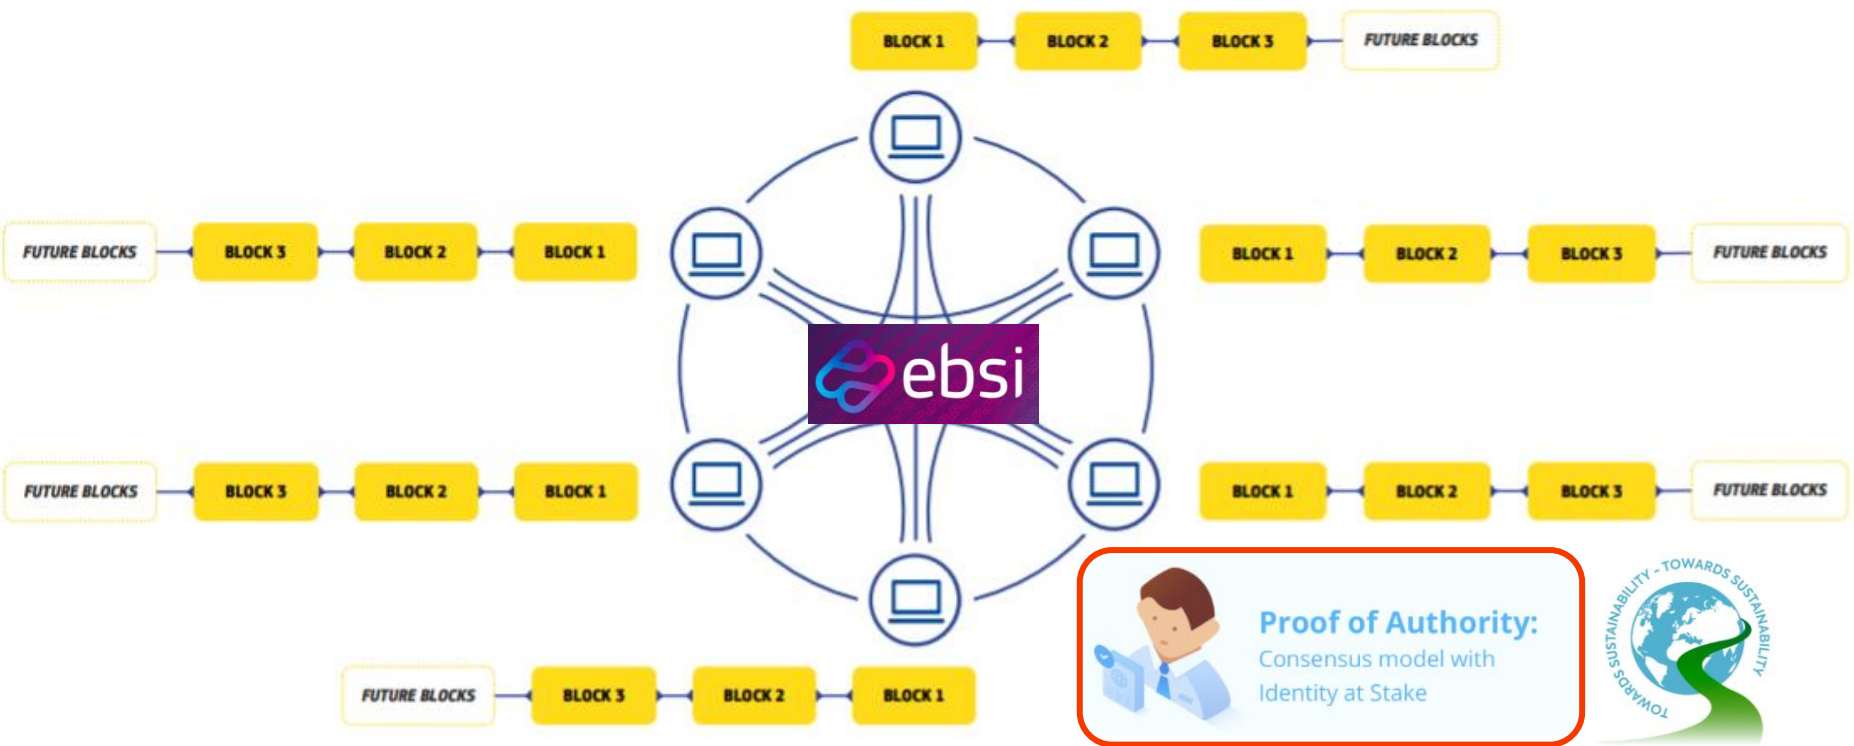 BLOCK 1 BLOCK 2 BLOCK 3 FUTURE BLOCKS
FUTURE BLOCKS BLOCK 3 BLOCK 2 BLOCK 1
BLOCK 1 BLOCK 2 BLOCK 3 FUTURE BLOCKS
ebsi
FUTURE BLOCKS BLOCK 3 BLOCK 2 BLOCK 1
BLOCK 1 BLOCK 2 BLOCK 3 FUTURE BLOCKS
FUTURE BLOCKS BLOCK 3 BLOCK 2 BLOCK 1
Proof of Authority:
Consensus model with
Identity at Stake
TOWARDS SUSTAINABILITY - TOWARDS SUSTAINABILITY